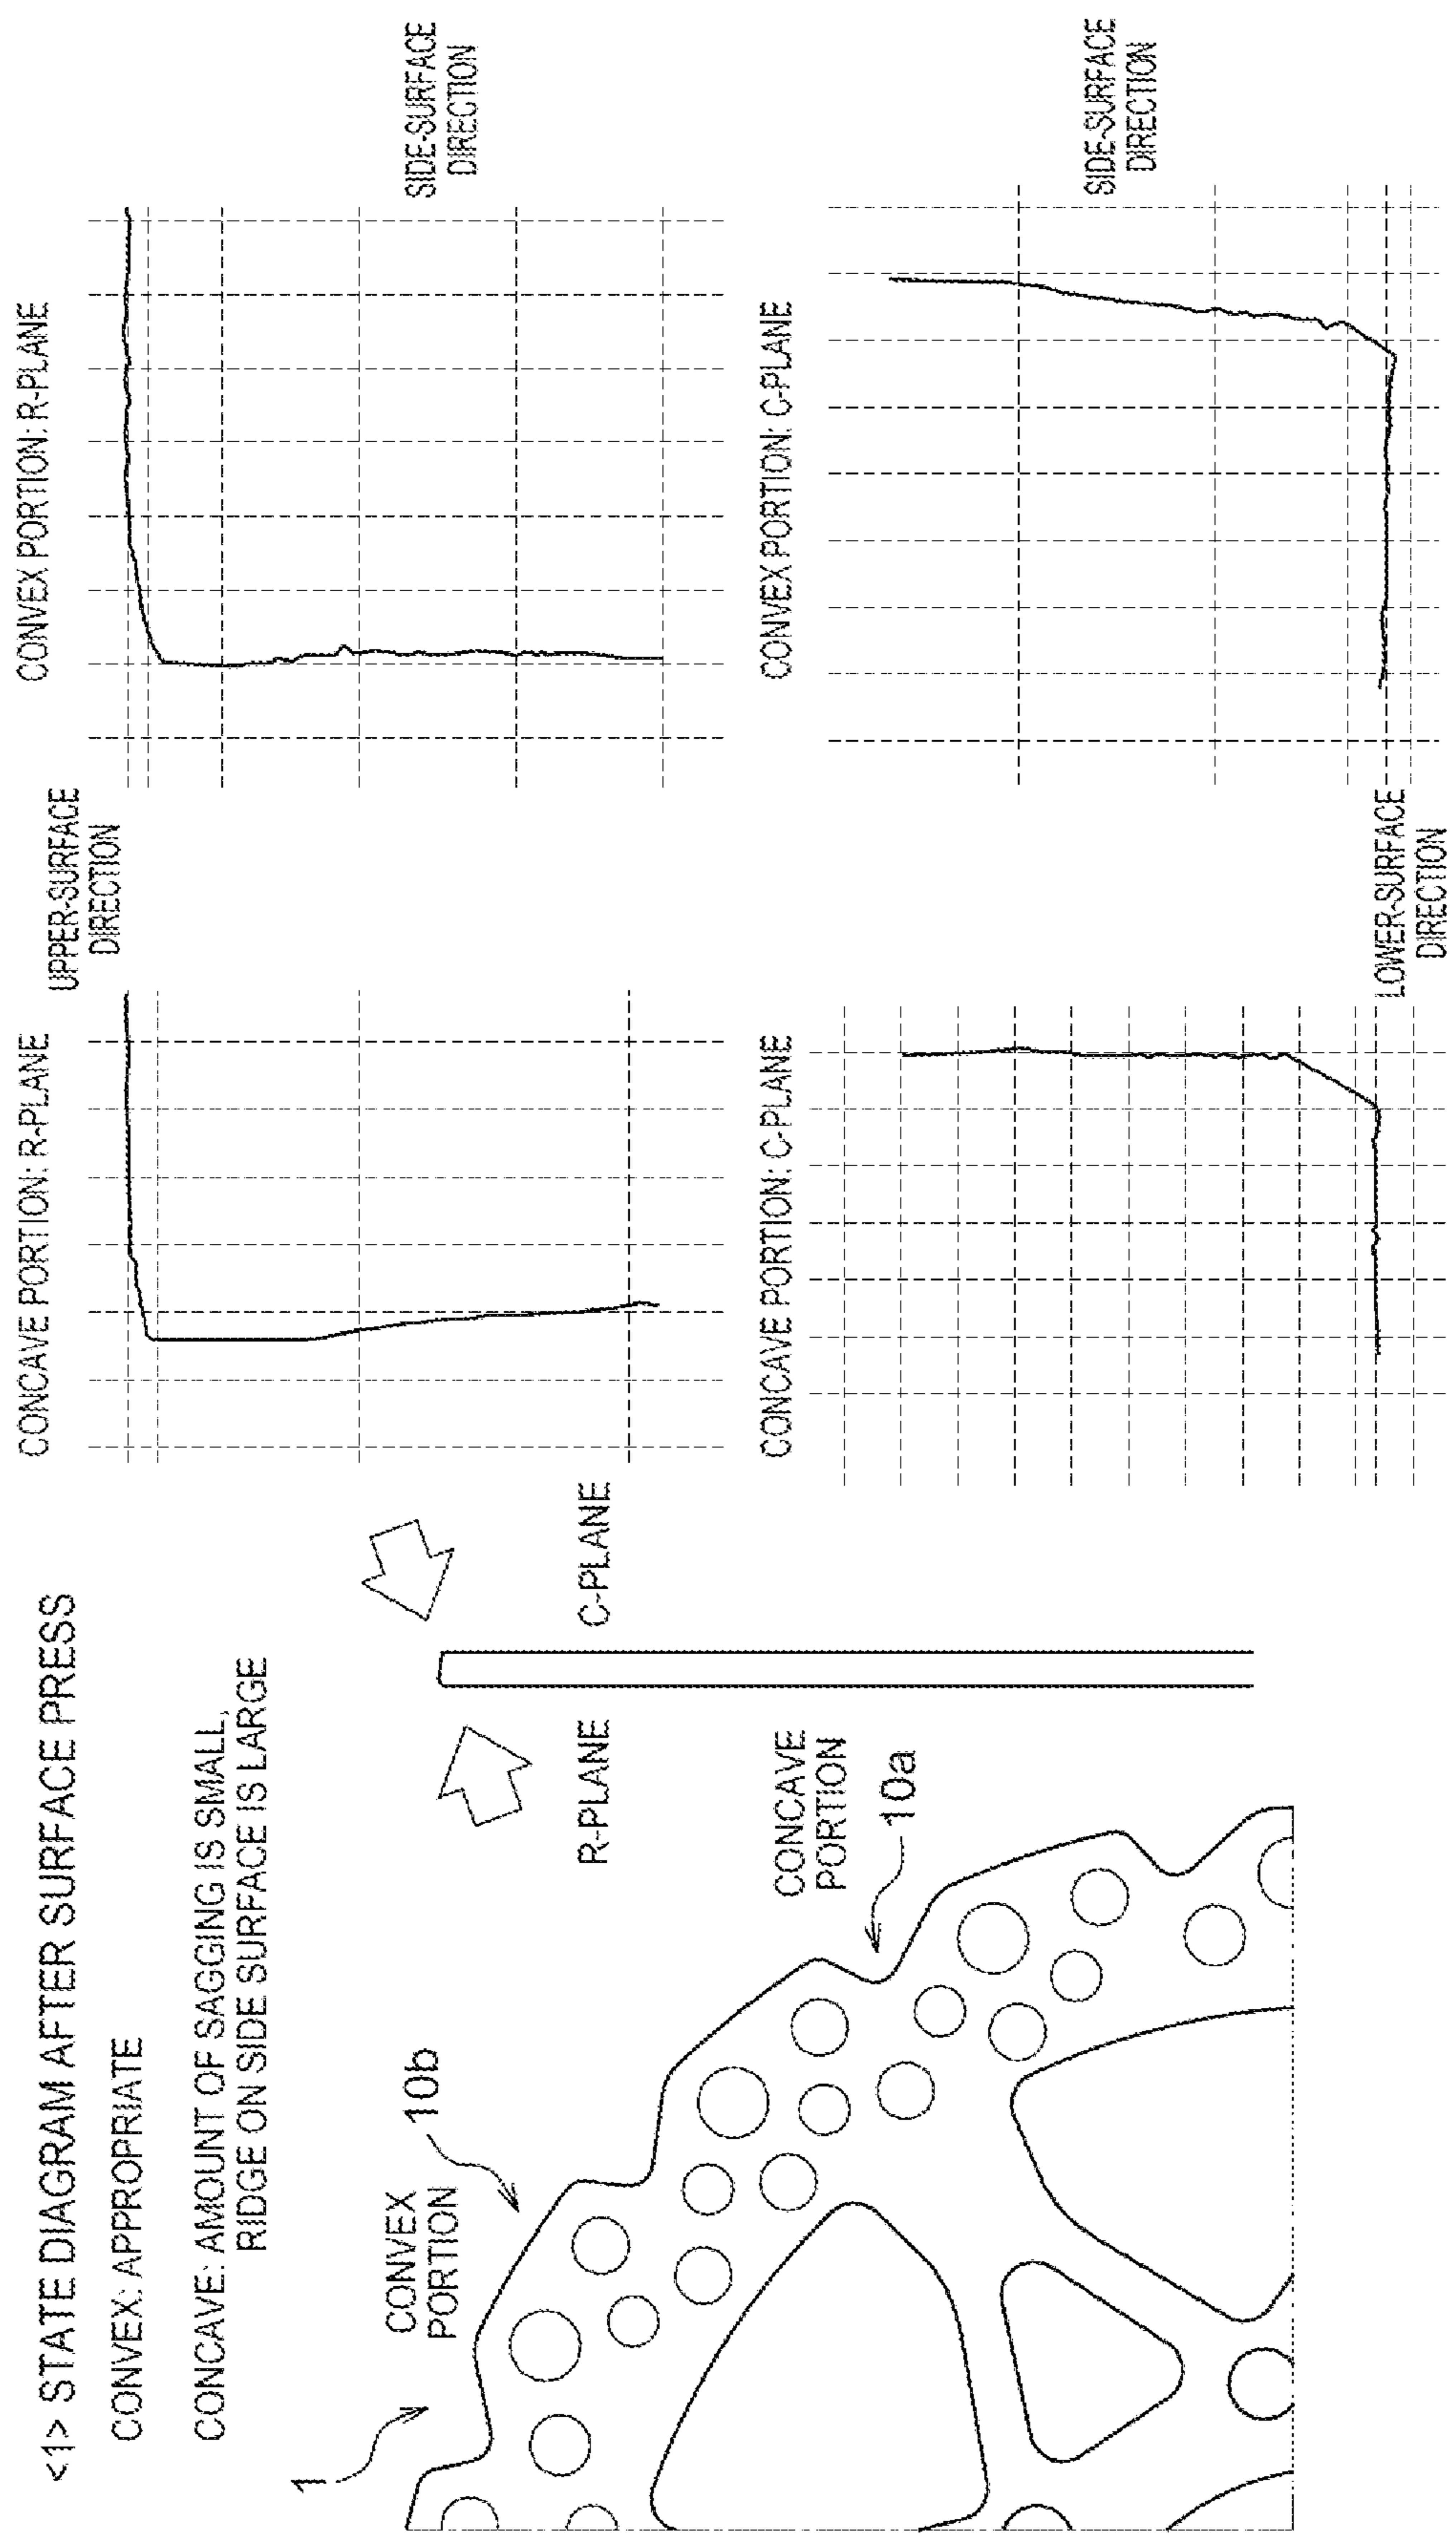 <1> STATE DIAGRAM AFTER SURFACE PRESS
CONVEX: APPROPRIATE
CONCAVE: AMOUNT OF SAGGING IS SMALL,
RIDGE ON SIDE SURFACE IS LARGE
1
CONVEX
PORTION
10b
CONCAVE
PORTION
10a
R-PLANE
C-PLANE
CONCAVE PORTION: R-PLANE
UPPER-SURFACE
DIRECTION
CONVEX PORTION: R-PLANE
SIDE-SURFACE
DIRECTION
CONCAVE PORTION: C-PLANE
LOWER-SURFACE
DIRECTION
CONVEX PORTION: C-PLANE
SIDE-SURFACE
DIRECTION